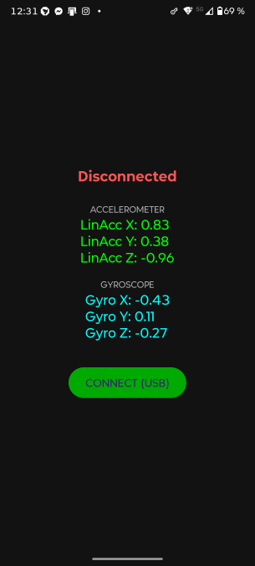 12:31
5G
69 %
Disconnected
ACCELEROMETER
LinAcc X: 0.83
LinAcc Y: 0.38
LinAcc Z: -0.96
GYROSCOPE
Gyro X: -0.43
Gyro Y: 0.11
Gyro Z: -0.27
CONNECT (USB)